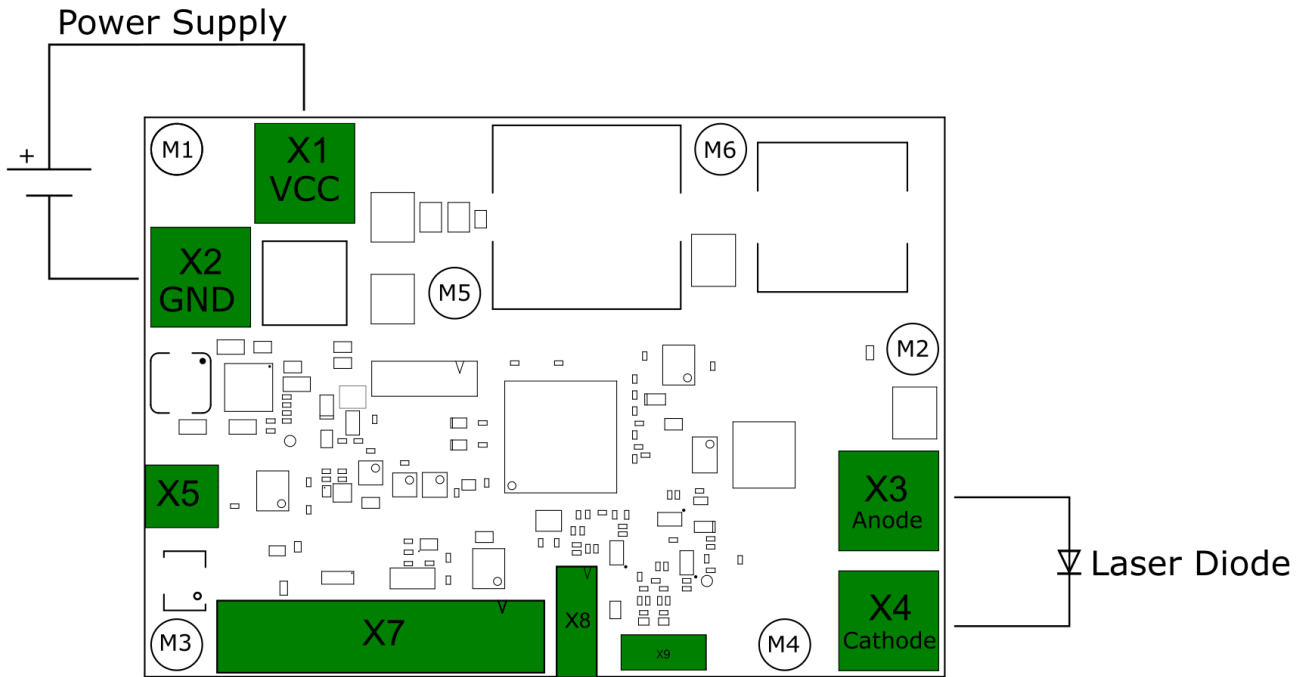 Power Supply
+
M1
X1
VCC
M6
X2
GND
M5
M2
X5
X3
Anode
Laser Diode
X4
Cathode
X7
X8
X9
M3
M4